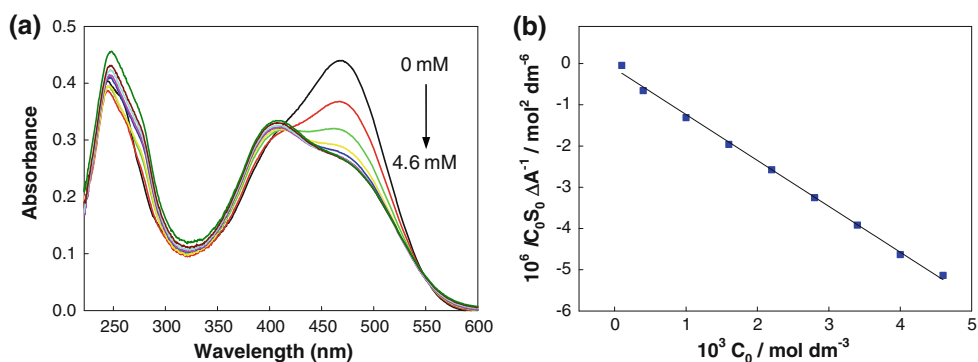 (a)
0.5
0.4
0.3
0.2
0.1
0.0
Absorbance
0 mM
4.6 mM
250 300 350 400 450 500 550 600
Wavelength (nm)
(b)
0
-1
-2
-3
-4
-5
-6
10⁶ lC₀S₀ ΔA⁻¹ / mol² dm⁻⁶
0 1 2 3 4 5
10³ C₀ / mol dm⁻³